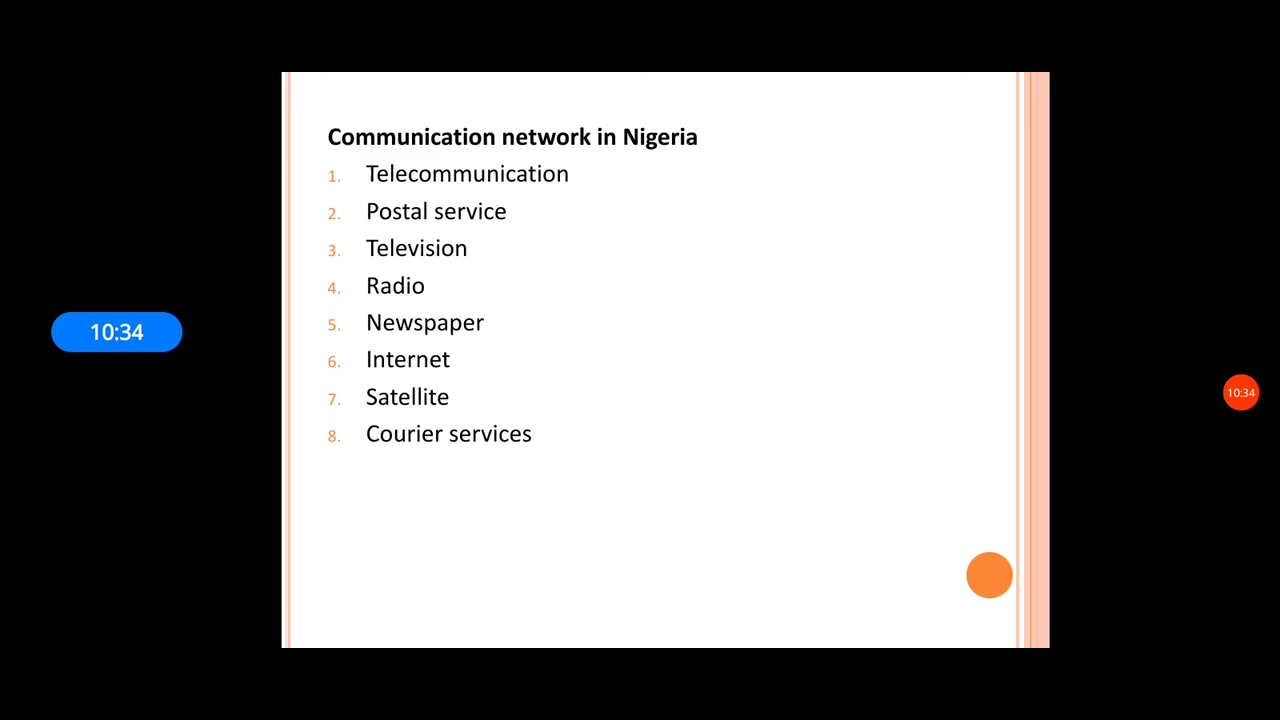 Communication network in Nigeria
1. Telecommunication
2. Postal service
3. Television
4. Radio
5. Newspaper
6. Internet
7. Satellite
8. Courier services
10:34
10:34